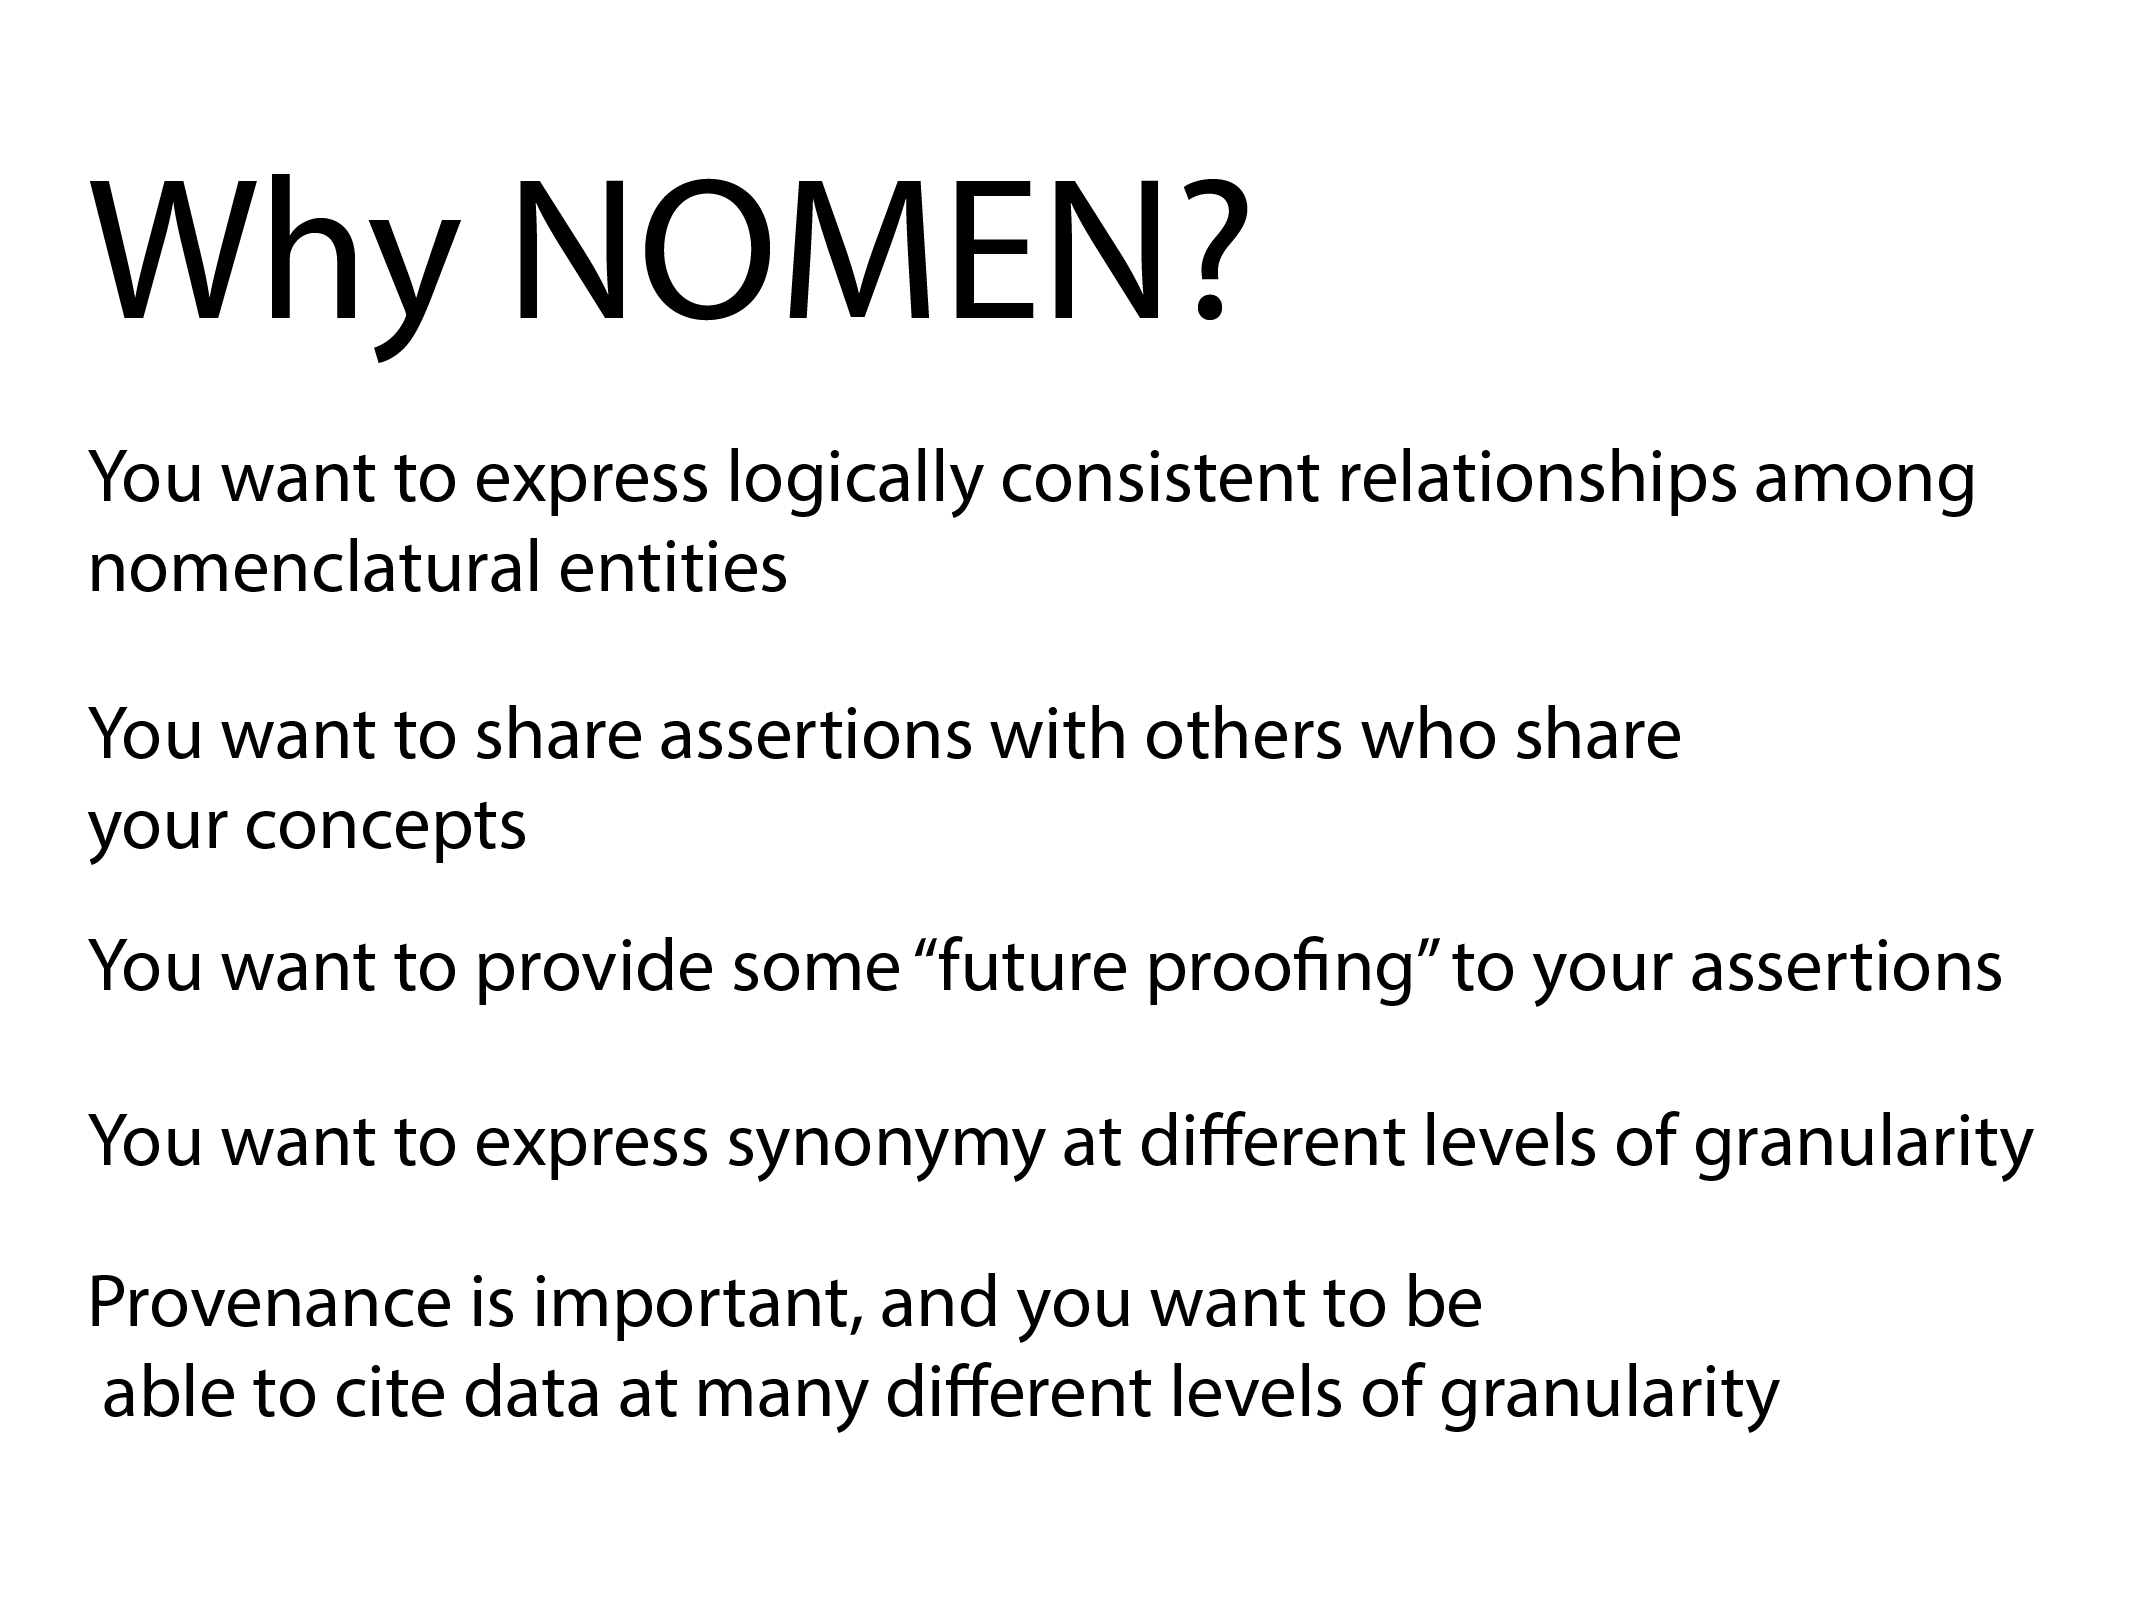 Why NOMEN?
You want to express logically consistent relationships among
nomenclatural entities
You want to share assertions with others who share
your concepts
You want to provide some “future proofing” to your assertions
You want to express synonymy at different levels of granularity
Provenance is important, and you want to be
able to cite data at many different levels of granularity